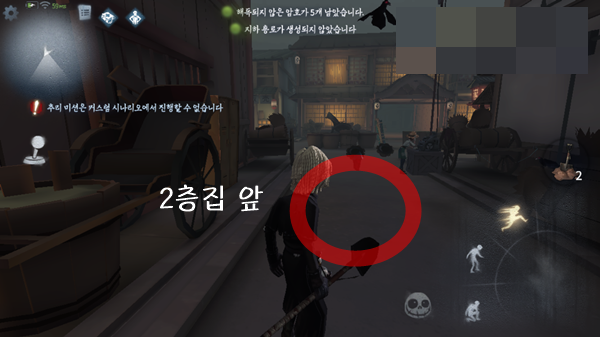 해독되지 않은 암호가 5개 남았습니다.
지하 통로가 생성되지 않았습니다
추리 미션은 커스텀 시나리오에서 진행할 수 없습니다
2층집 앞
2